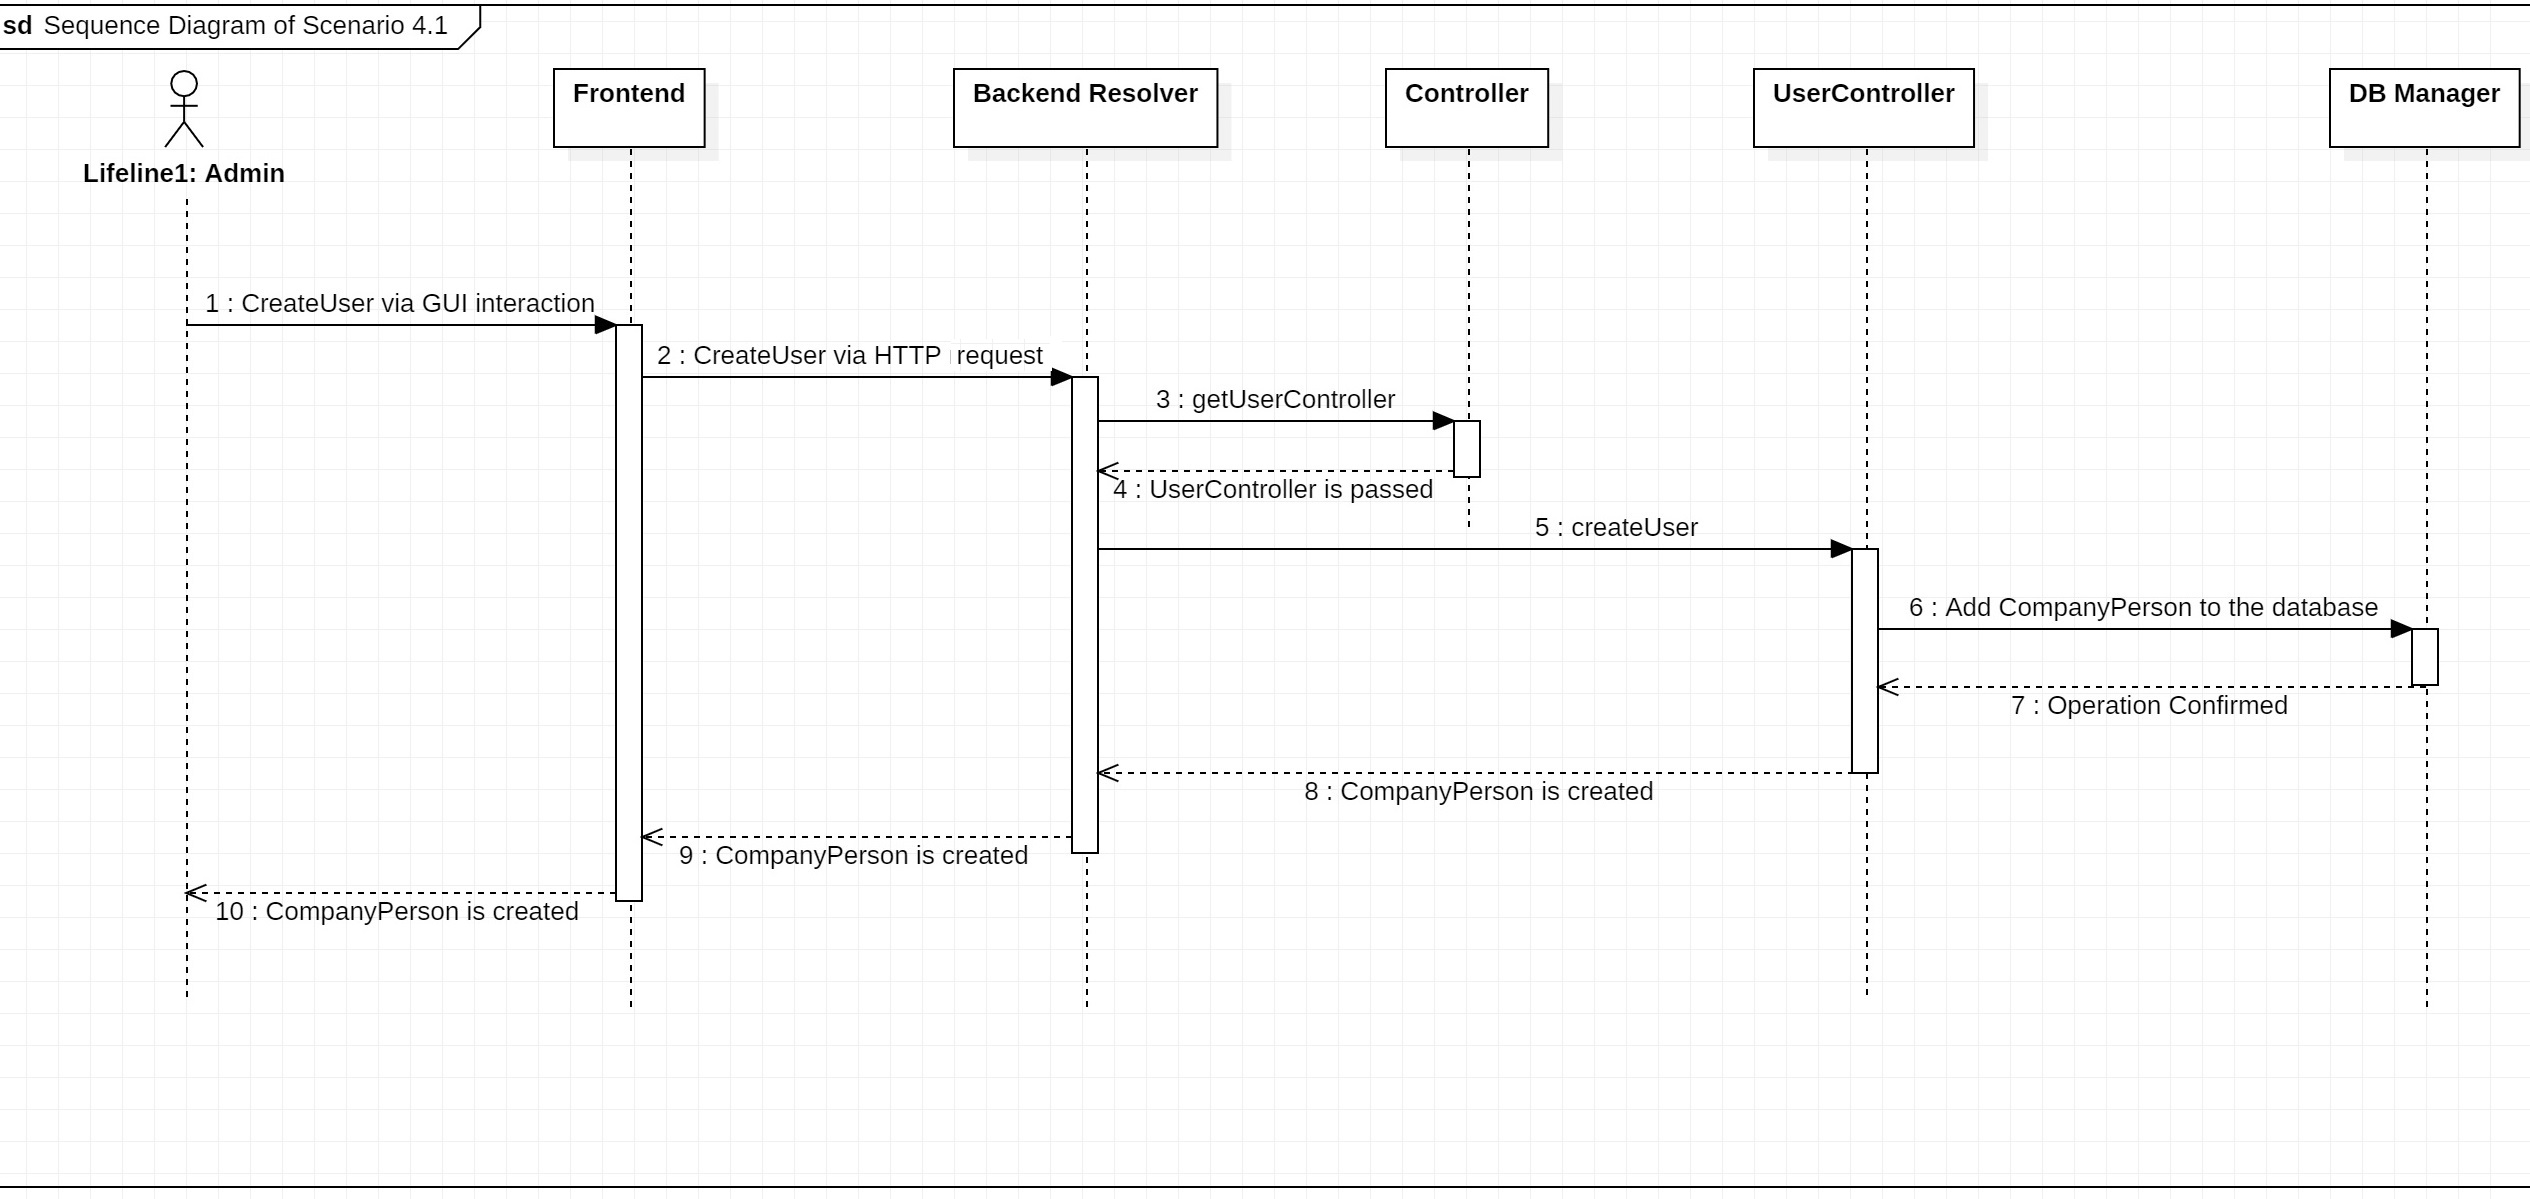 sd Sequence Diagram of Scenario 4.1
Frontend
Backend Resolver
Controller
UserController
DB Manager
Lifeline1: Admin
1 : CreateUser via GUI interaction
2 : CreateUser via HTTP request
3 : getUserController
4 : UserController is passed
5 : createUser
6 : Add CompanyPerson to the database
7 : Operation Confirmed
8 : CompanyPerson is created
9 : CompanyPerson is created
10 : CompanyPerson is created